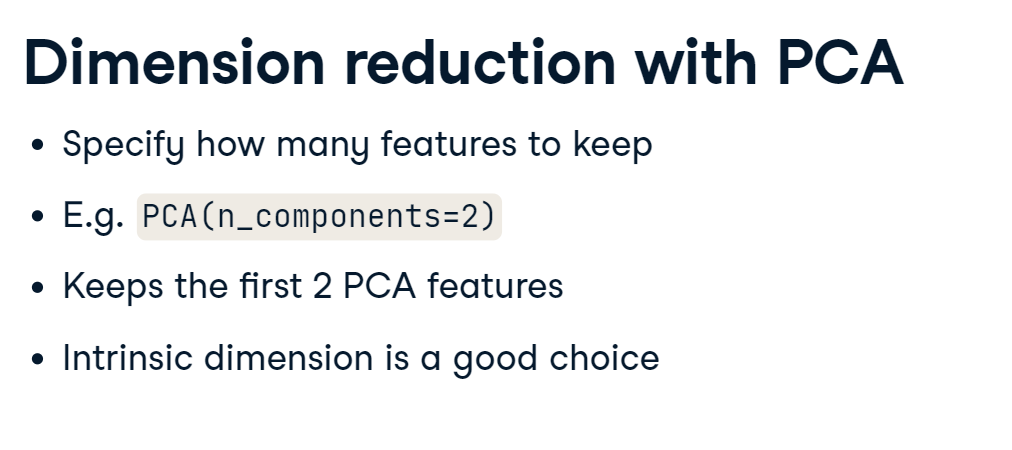 Dimension reduction with PCA
• Specify how many features to keep
• E.g. PCA(n_components=2)
• Keeps the first 2 PCA features
• Intrinsic dimension is a good choice